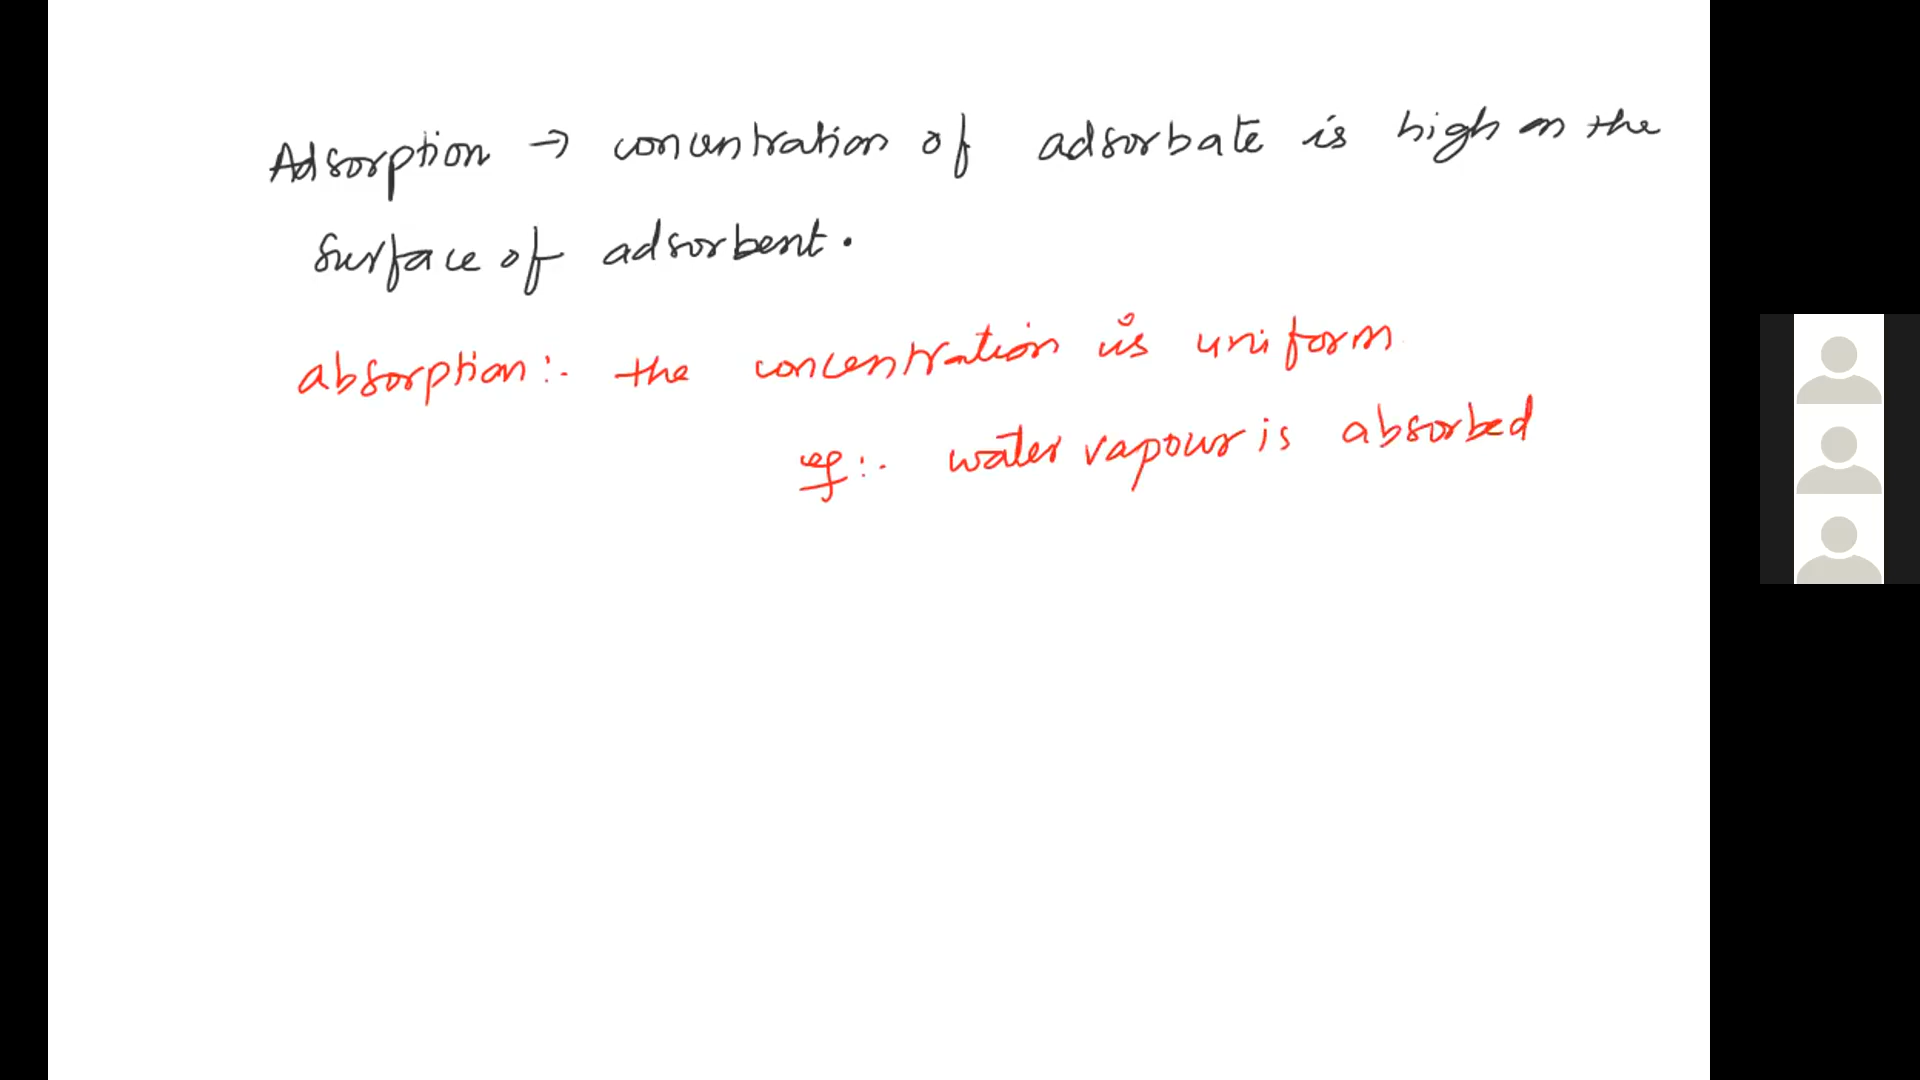 Adsorption → concentration of adsorbate is high on the
surface of adsorbent.
absorption :- the concentration is uniform
eg :- water vapour is absorbed